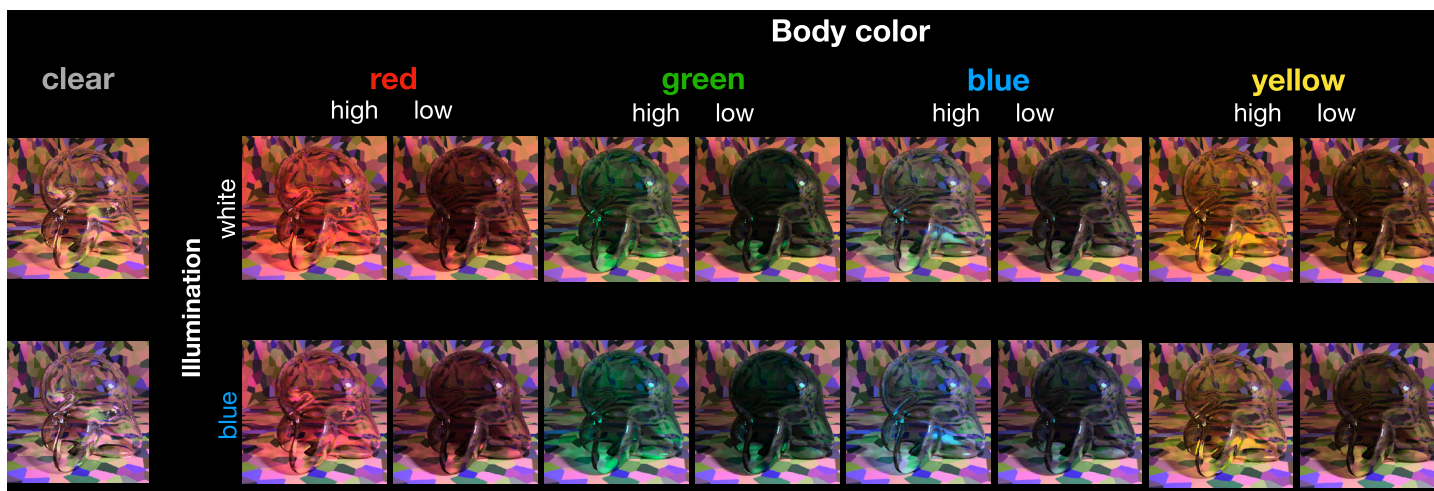 Body color
clear red green blue yellow
high low high low high low high low
Illumination
white
blue